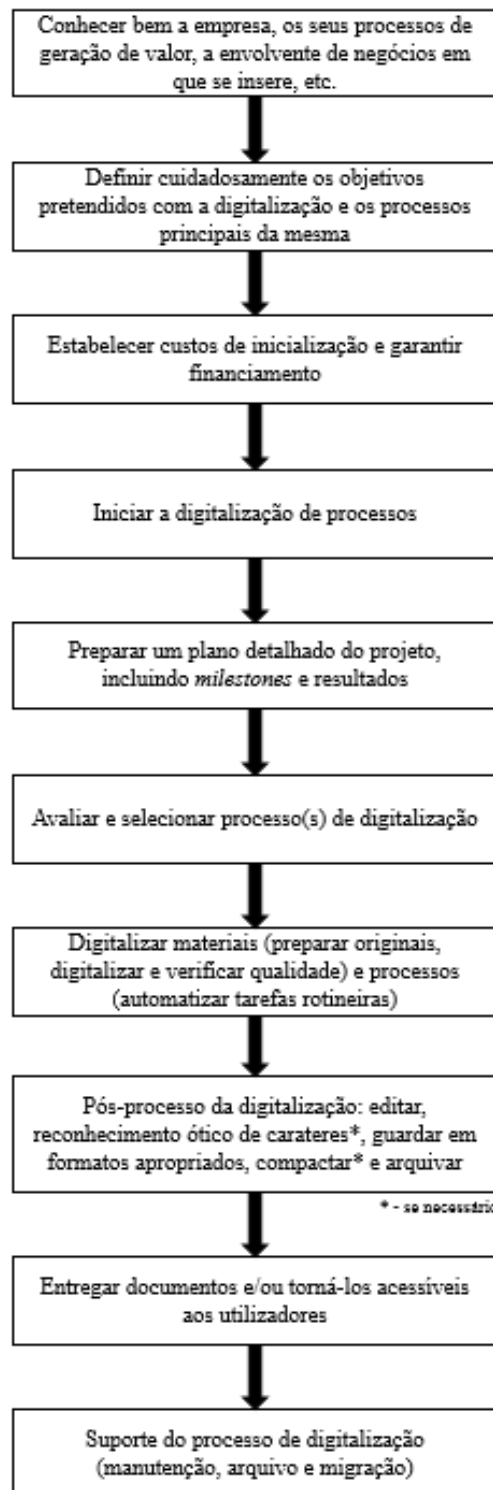 Conhecer bem a empresa, os seus processos de
geração de valor, a envolvente de negócios em
que se insere, etc.
Definir cuidadosamente os objetivos
pretendidos com a digitalização e os processos
principais da mesma
Estabelecer custos de inicialização e garantir
financiamento
Iniciar a digitalização de processos
Preparar um plano detalhado do projeto,
incluindo milestones e resultados
Avaliar e selecionar processo(s) de digitalização
Digitalizar materiais (preparar originais,
digitalizar e verificar qualidade) e processos
(automatizar tarefas rotineiras)
Pós-processo da digitalização: editar,
reconhecimento ótico de carateres*, guardar em
formatos apropriados, compactar* e arquivar
* - se necessário
Entregar documentos e/ou torná-los acessíveis
aos utilizadores
Suporte do processo de digitalização
(manutenção, arquivo e migração)